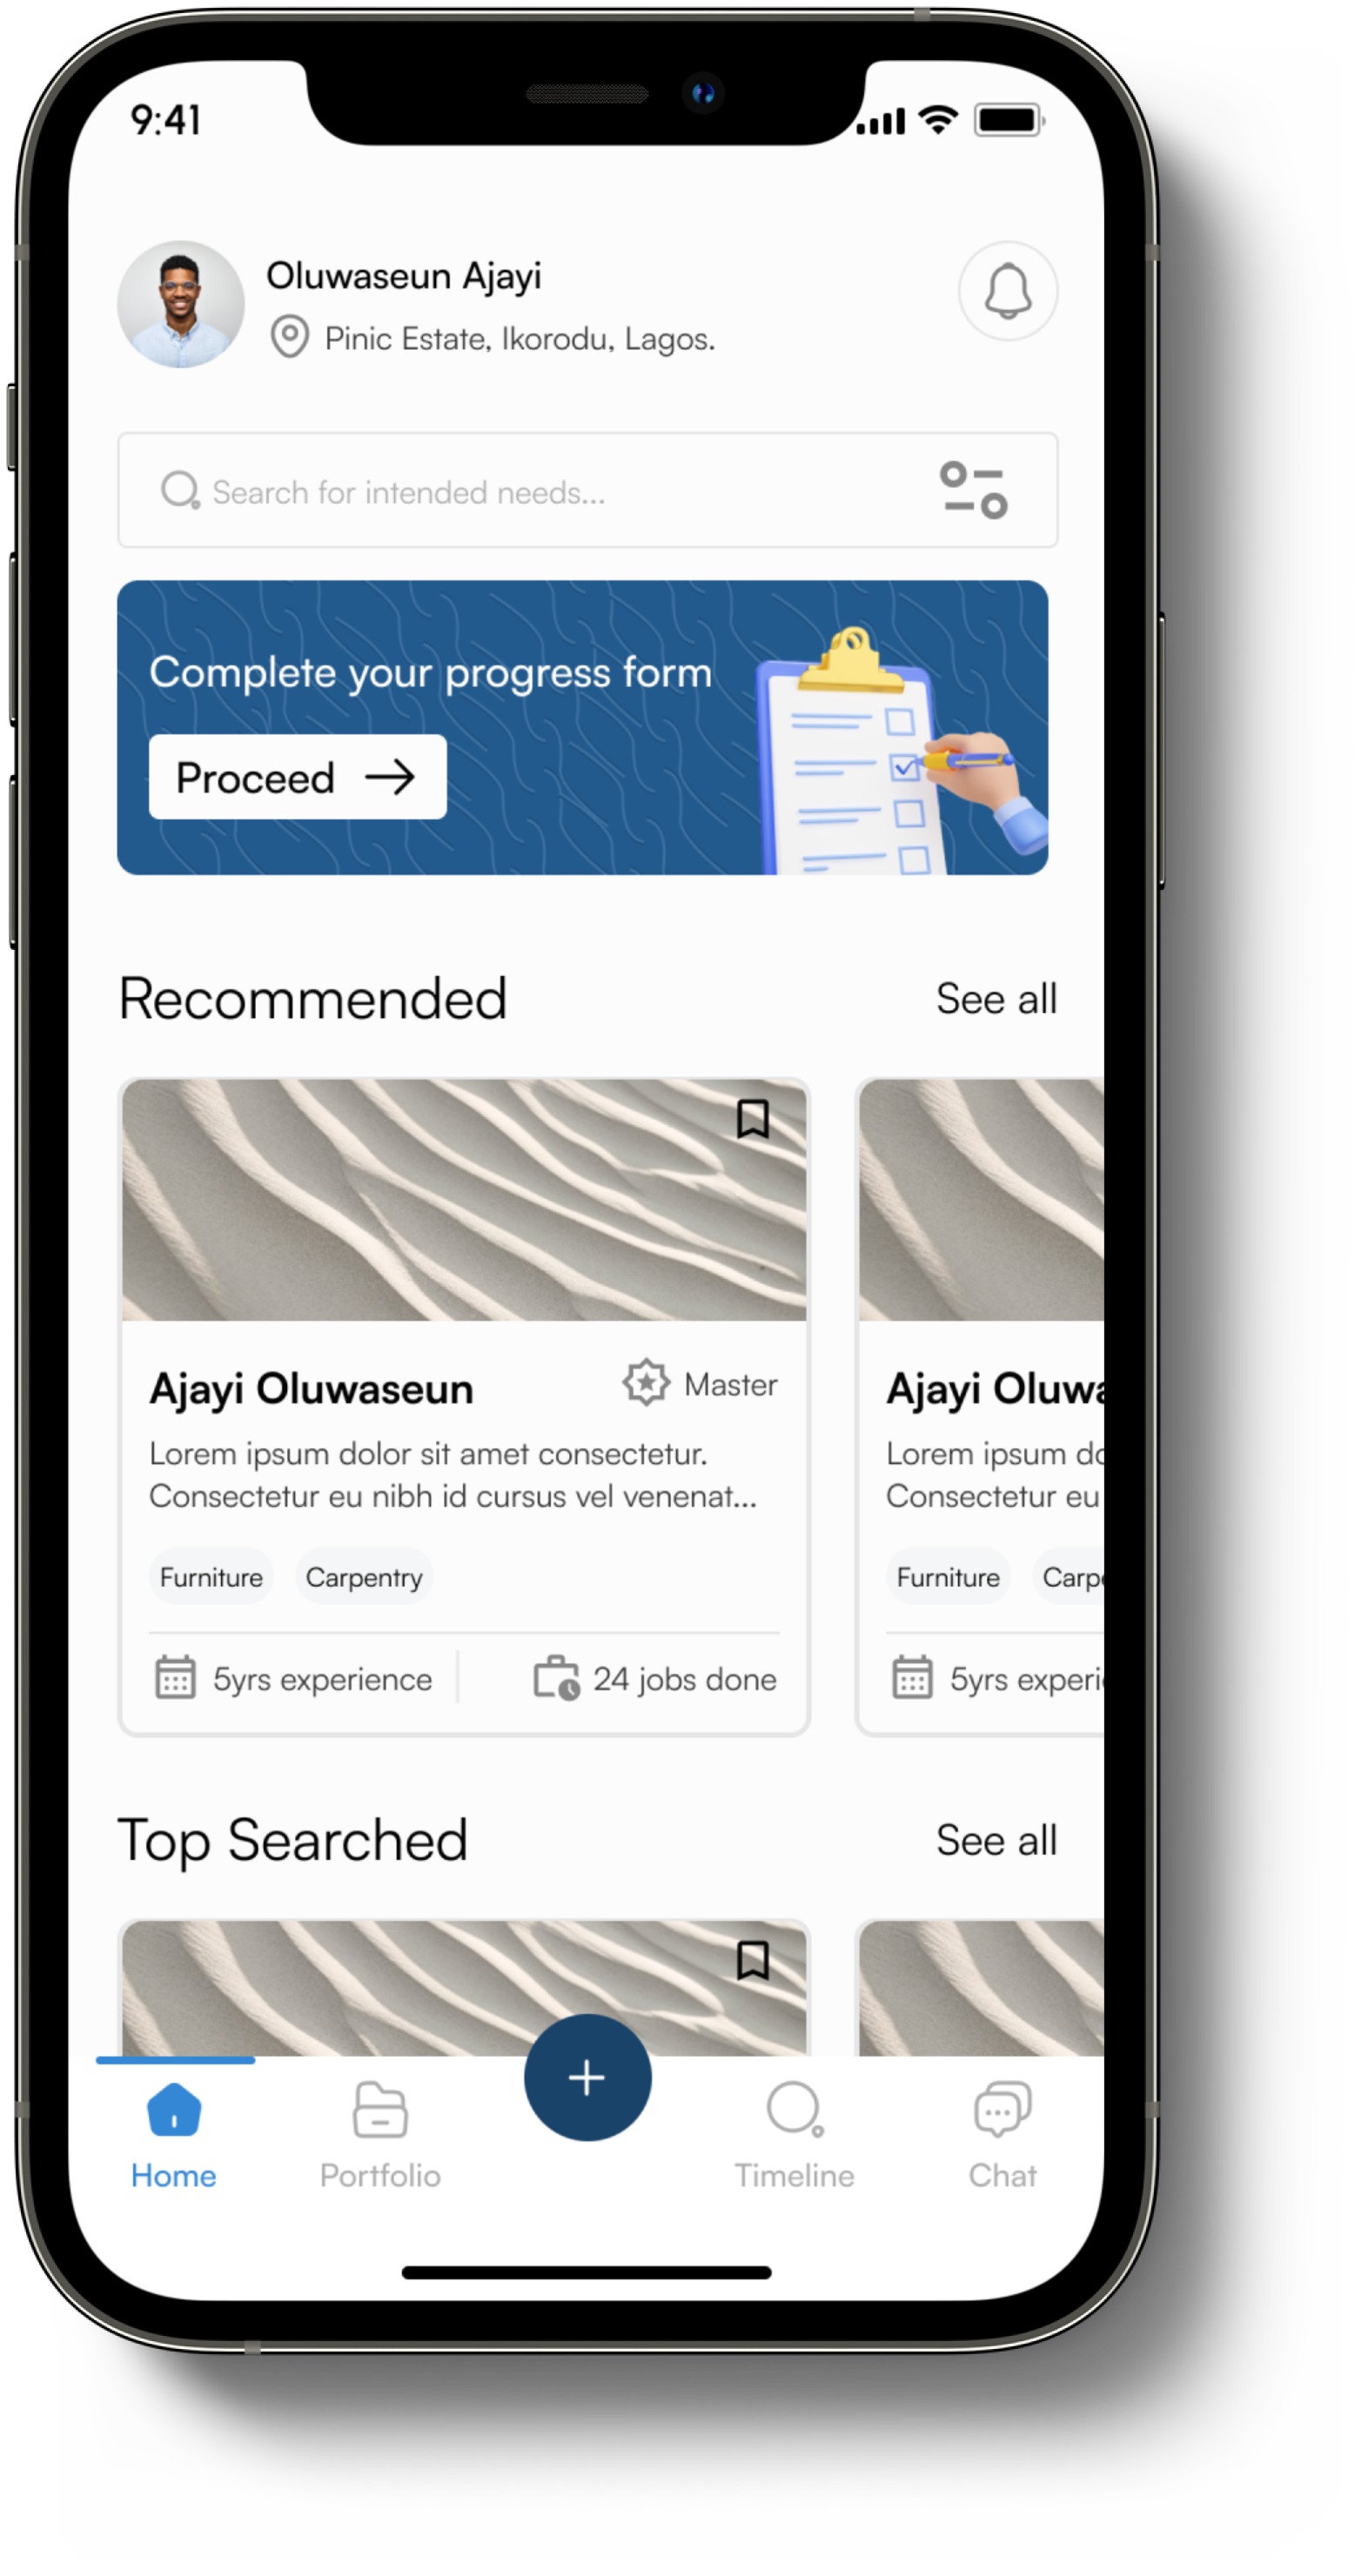 9:41
Oluwaseun Ajayi
Pinic Estate, Ikorodu, Lagos.
Search for intended needs...
Complete your progress form
Proceed
Recommended
See all
Ajayi Oluwaseun
Master
Lorem ipsum dolor sit amet consectetur.
Consectetur eu nibh id cursus vel venenat...
Furniture
Carpentry
5yrs experience
24 jobs done
Ajayi Oluwa
Lorem ipsum do
Consectetur eu
Furniture
Carpe
5yrs experi
Top Searched
See all
Home
Portfolio
Timeline
Chat